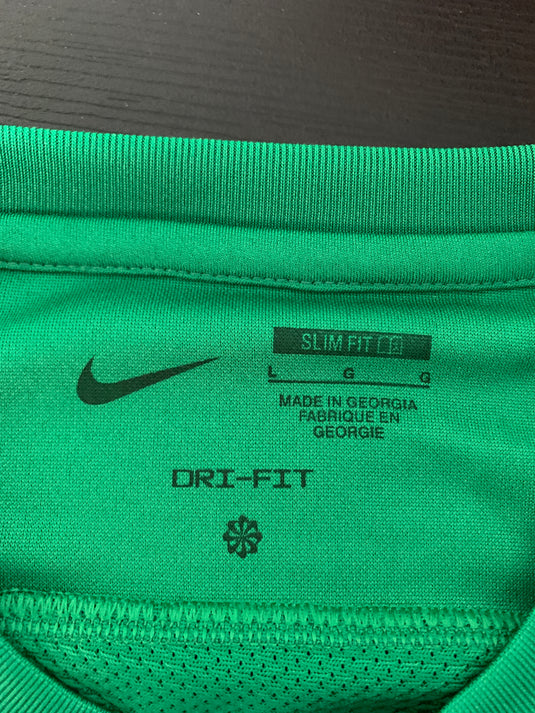 SLIM FIT
L G G
MADE IN GEORGIA
FABRIQUE EN
GEORGIE
DRI-FIT